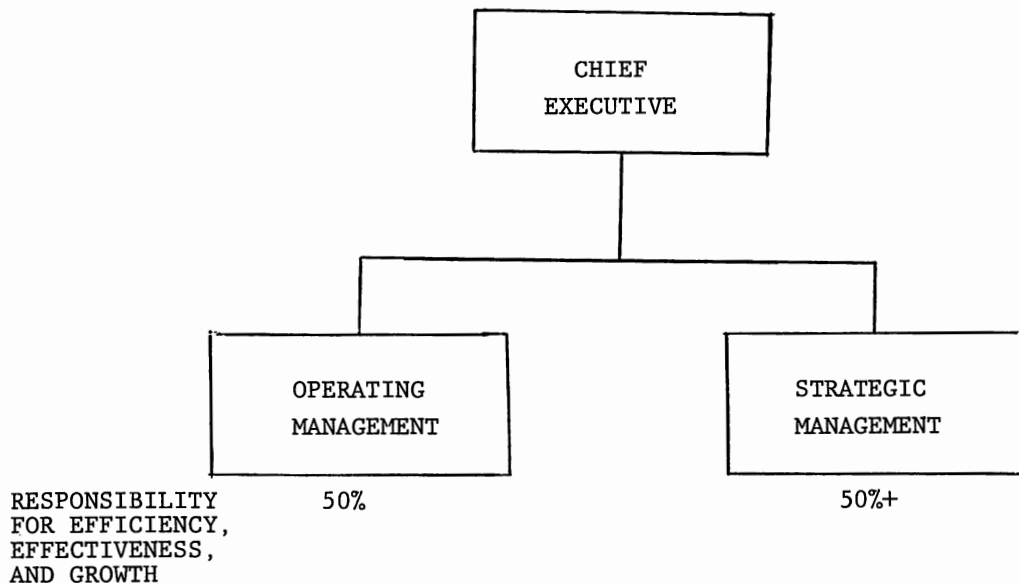 CHIEF
EXECUTIVE
OPERATING
MANAGEMENT
STRATEGIC
MANAGEMENT
RESPONSIBILITY
FOR EFFICIENCY,
EFFECTIVENESS,
AND GROWTH
50%
50%+